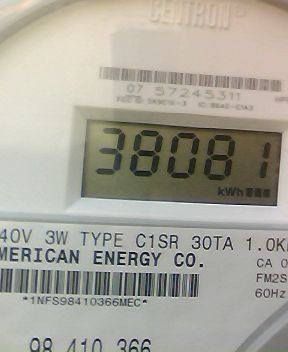 CENTRON®
07 57245311
38081
kWh
40V 3W TYPE C1SR 30TA 1.0K
MERICAN ENERGY CO.
CA 0
FM2S
60Hz
*1NFS98410366MEC*
98 410 366